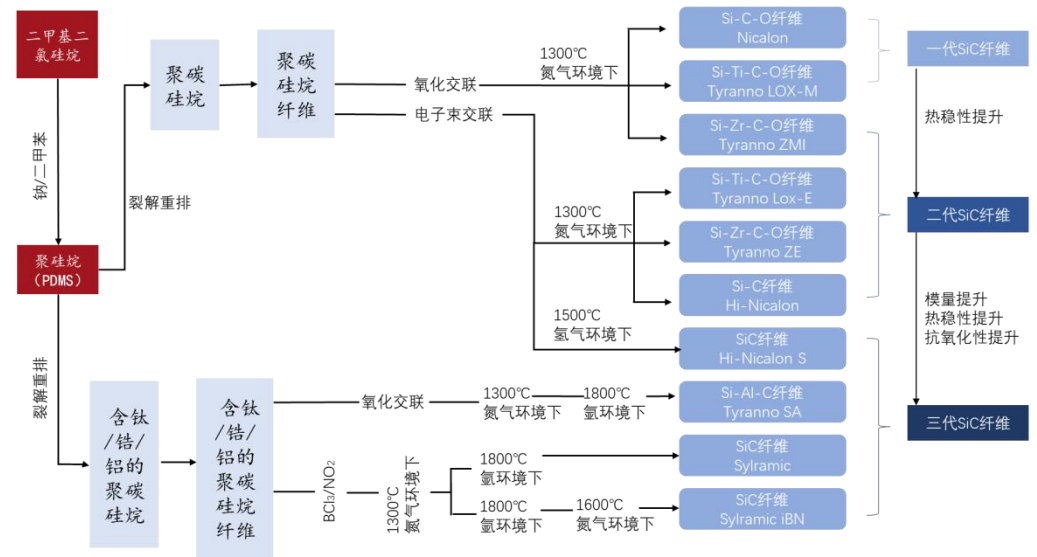 二甲基二
氯硅烷
钠/二甲苯
聚硅烷
（PDMS）
裂解重排
裂解重排
聚碳
硅烷
聚碳
硅烷
纤维
氧化交联
电子束交联
1300℃
氮气环境下
1300℃
氮气环境下
1500℃
氢气环境下
Si-C-O纤维
Nicalon
Si-Ti-C-O纤维
Tyranno LOX-M
Si-Zr-C-O纤维
Tyranno ZMI
Si-Ti-C-O纤维
Tyranno Lox-E
Si-Zr-C-O纤维
Tyranno ZE
Si-C纤维
Hi-Nicalon
SiC纤维
Hi-Nicalon S
Si-Al-C纤维
Tyranno SA
SiC纤维
Sylramic
SiC纤维
Sylramic iBN
含钛
/锆/
铝的
聚碳
硅烷
含钛
/锆/
铝的
聚碳
硅烷
纤维
氧化交联
1300℃
氮气环境下
1800℃
氩环境下
BCl₃/NO₂
1300℃
氮气环境下
1800℃
氩环境下
1800℃
氩环境下
1600℃
氮气环境下
一代SiC纤维
热稳性提升
二代SiC纤维
模量提升
热稳性提升
抗氧化性提升
三代SiC纤维